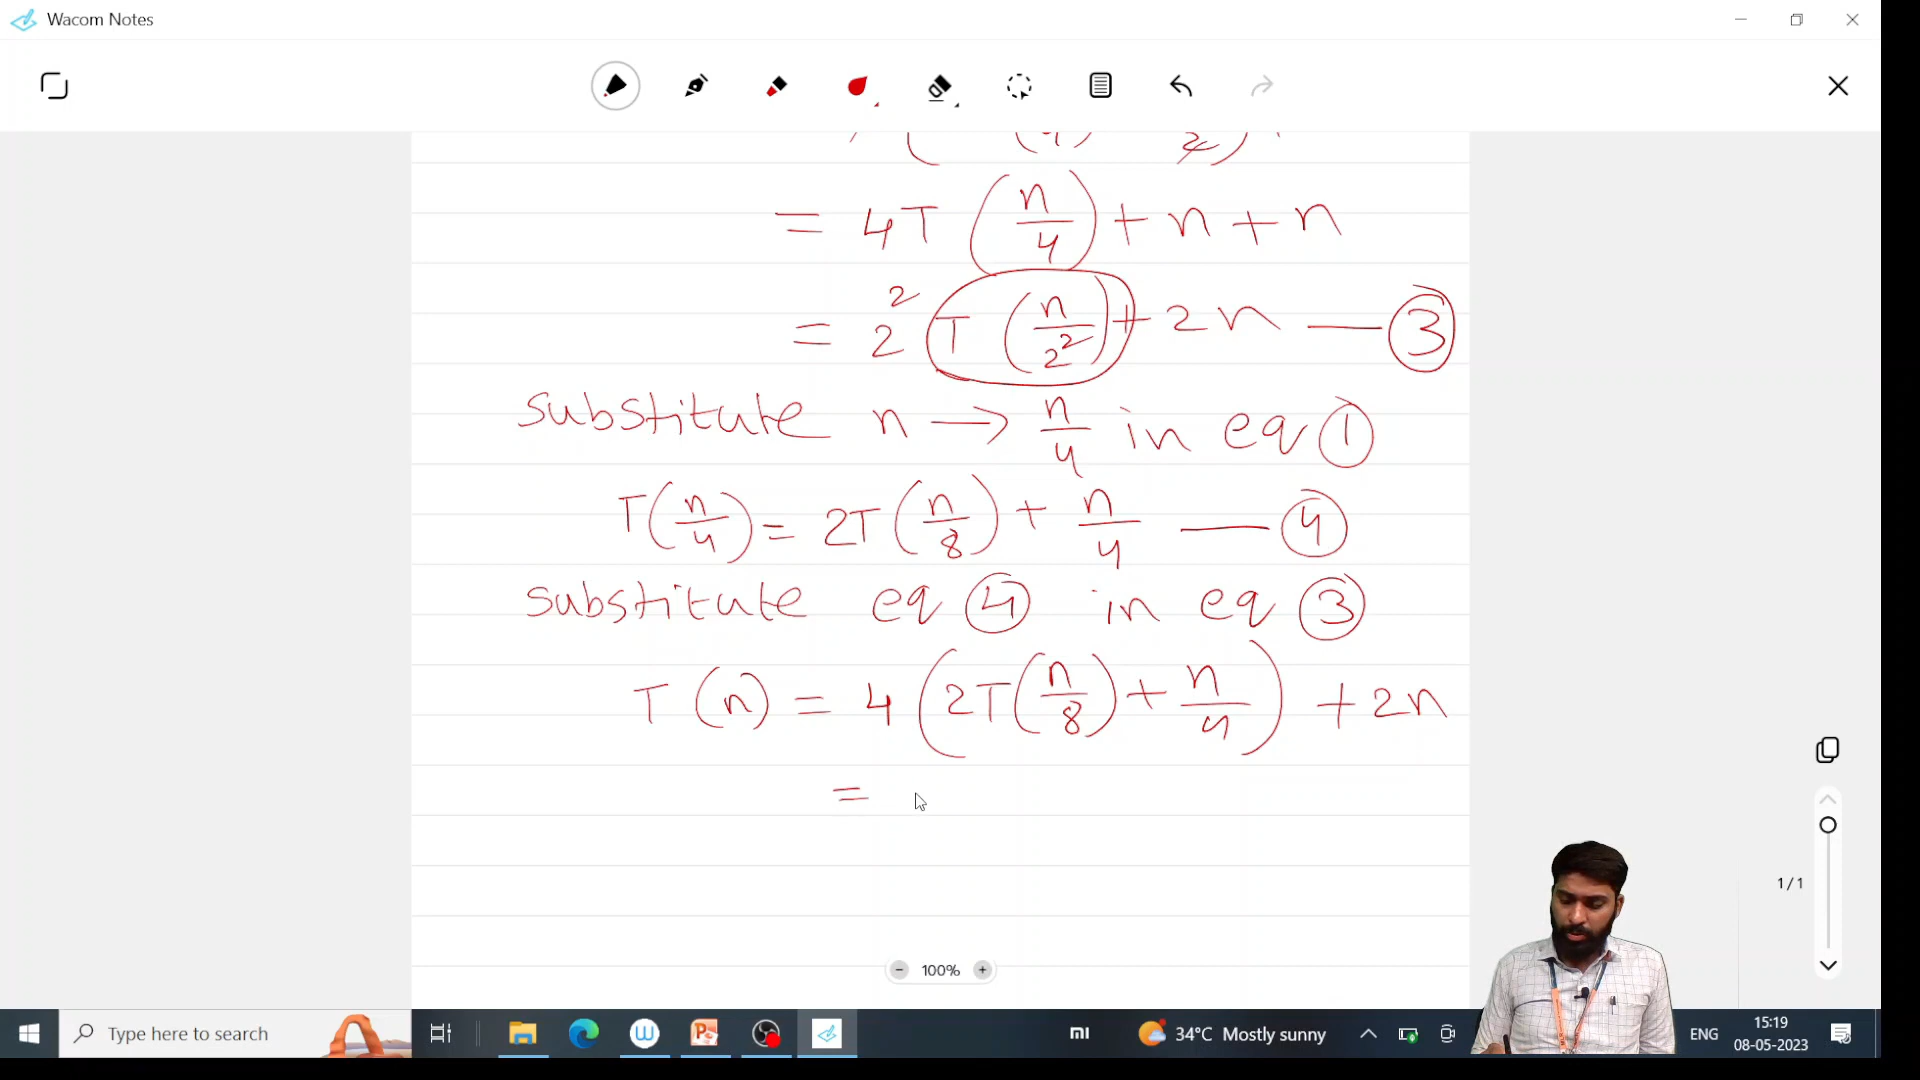 Wacom Notes
= 4T (n/4) + n + n
= 2² T (n/2²) + 2n — ③
substitute n → n/4 in eq ①
T(n/4) = 2T (n/8) + n/4 — ④
substitute eq ④ in eq ③
T (n) = 4 (2T(n/8) + n/4) + 2n
=
1 / 1
100%
Type here to search
34°C Mostly sunny
ENG
15:19
08-05-2023